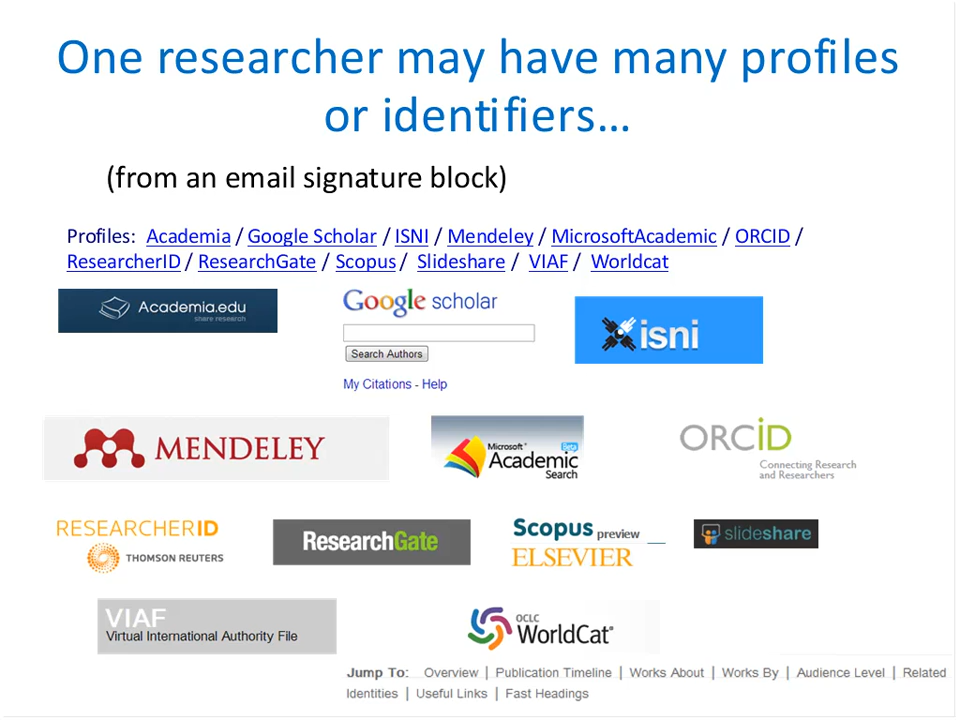 One researcher may have many profiles
or identifiers…
(from an email signature block)
Profiles: Academia / Google Scholar / ISNI / Mendeley / MicrosoftAcademic / ORCID /
ResearcherID / ResearchGate / Scopus / Slideshare / VIAF / Worldcat
Academia.edu
share research
Google scholar
Search Authors
My Citations - Help
isni
MENDELEY
Microsoft Beta
Academic
Search
ORCiD
Connecting Research
and Researchers
RESEARCHERID
THOMSON REUTERS
ResearchGate
Scopus preview
ELSEVIER
slideshare
VIAF
Virtual International Authority File
OCLC
WorldCat
Jump To: Overview | Publication Timeline | Works About | Works By | Audience Level | Related
Identities | Useful Links | Fast Headings